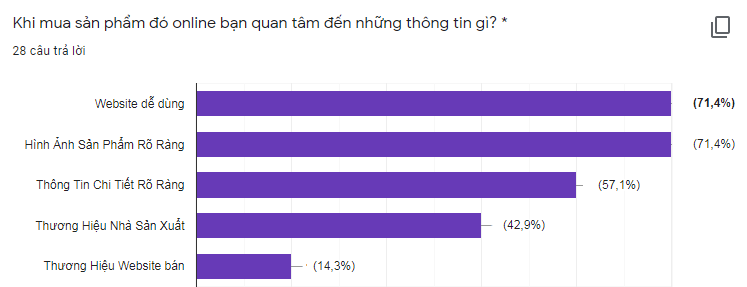 Khi mua sản phẩm đó online bạn quan tâm đến những thông tin gì? *
28 câu trả lời
Website dễ dùng (71,4%)
Hình Ảnh Sản Phẩm Rõ Ràng (71,4%)
Thông Tin Chi Tiết Rõ Ràng (57,1%)
Thương Hiệu Nhà Sản Xuất (42,9%)
Thương Hiệu Website bán (14,3%)